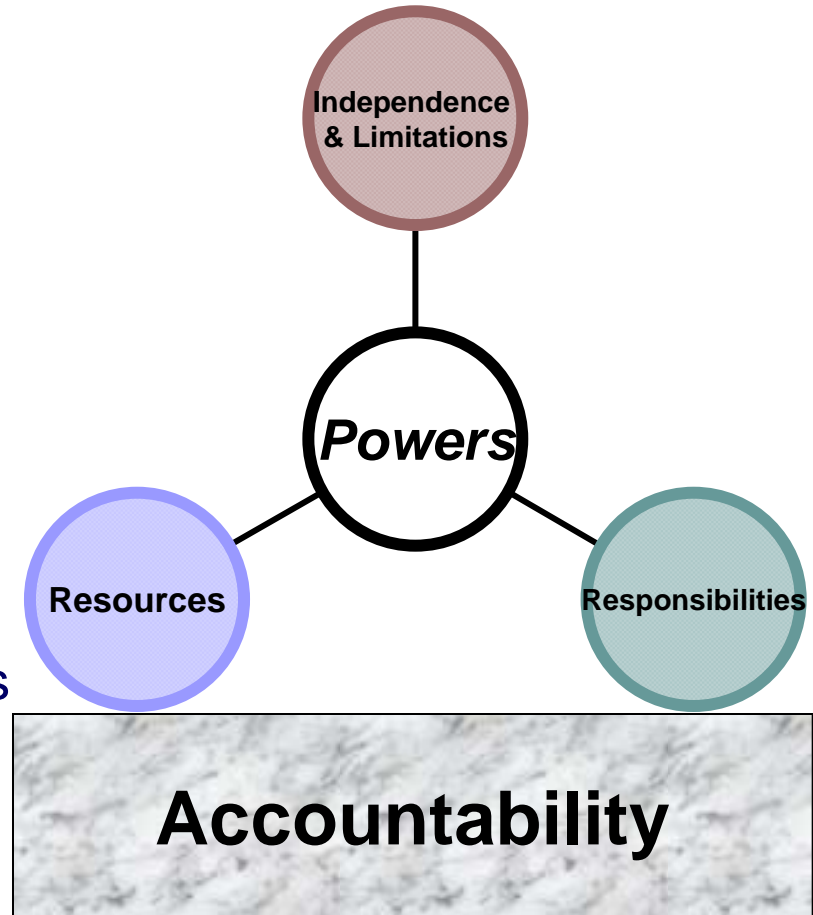 Independence
& Limitations
Powers
Resources
Responsibilities
s
Accountability